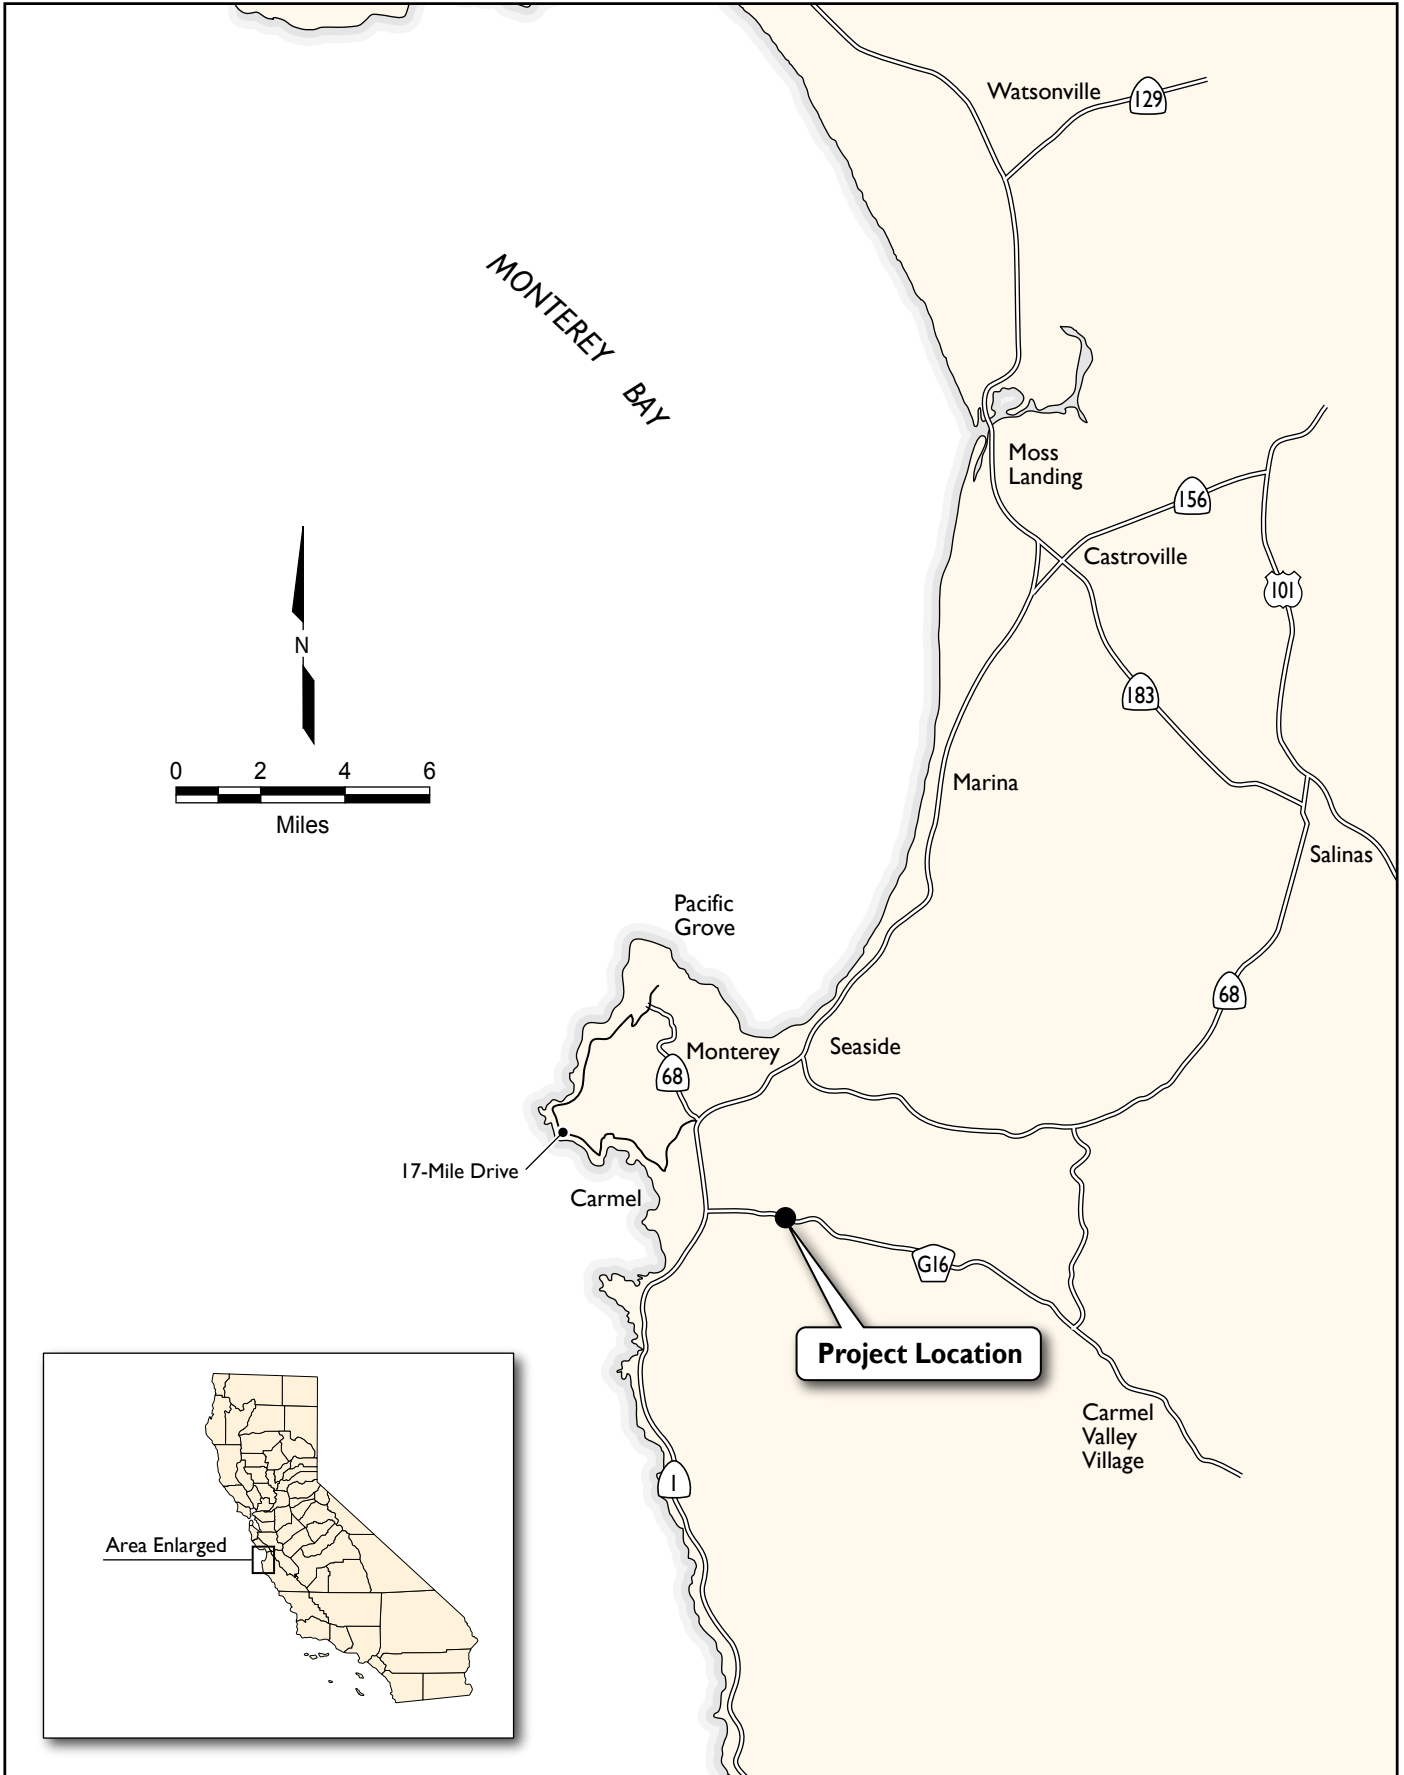 Watsonville
129
MONTEREY BAY
Moss
Landing
156
Castroville
101
N
183
0 2 4 6
Miles
Marina
Salinas
Pacific
Grove
68
Monterey
Seaside
68
17-Mile Drive
Carmel
G16
Project Location
Carmel
Valley
Village
1
Area Enlarged